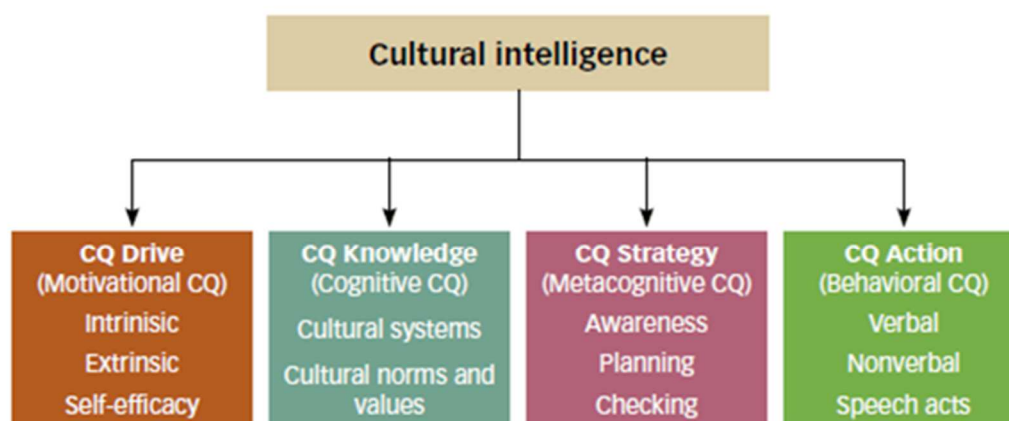 Cultural intelligence
CQ Drive
(Motivational CQ)
Intrinisic
Extrinsic
Self-efficacy
CQ Knowledge
(Cognitive CQ)
Cultural systems
Cultural norms and
values
CQ Strategy
(Metacognitive CQ)
Awareness
Planning
Checking
CQ Action
(Behavioral CQ)
Verbal
Nonverbal
Speech acts